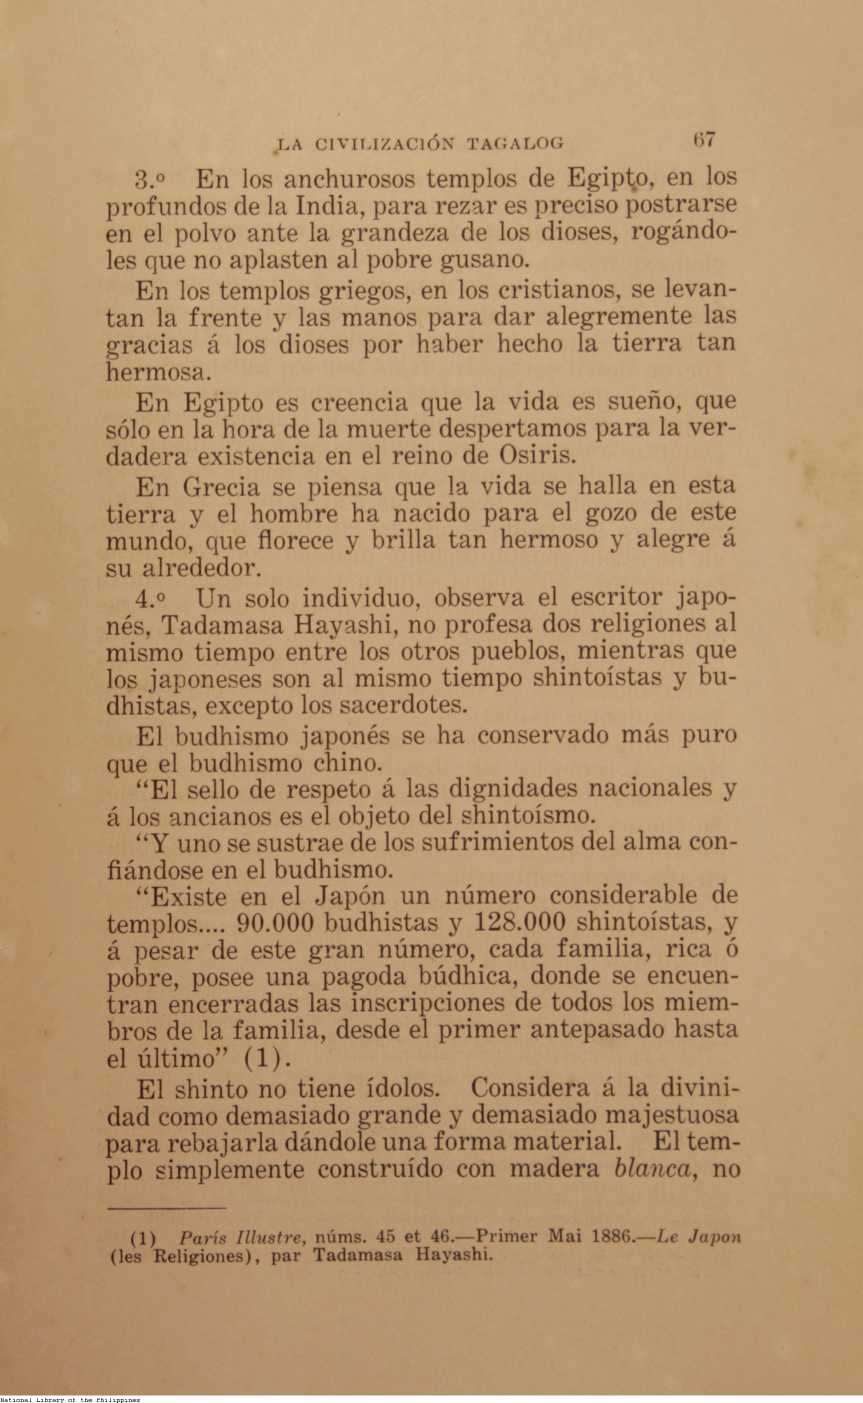 LA CIVILIZACIÓN TAGALOG 67
3.º En los anchurosos templos de Egipto, en los
profundos de la India, para rezar es preciso postrarse
en el polvo ante la grandeza de los dioses, rogándo-
les que no aplasten al pobre gusano.
En los templos griegos, en los cristianos, se levan-
tan la frente y las manos para dar alegremente las
gracias á los dioses por haber hecho la tierra tan
hermosa.
En Egipto es creencia que la vida es sueño, que
sólo en la hora de la muerte despertamos para la ver-
dadera existencia en el reino de Osiris.
En Grecia se piensa que la vida se halla en esta
tierra y el hombre ha nacido para el gozo de este
mundo, que florece y brilla tan hermoso y alegre á
su alrededor.
4.º Un solo individuo, observa el escritor japo-
nés, Tadamasa Hayashi, no profesa dos religiones al
mismo tiempo entre los otros pueblos, mientras que
los japoneses son al mismo tiempo shintoístas y bu-
dhistas, excepto los sacerdotes.
El budhismo japonés se ha conservado más puro
que el budhismo chino.
“El sello de respeto á las dignidades nacionales y
á los ancianos es el objeto del shintoísmo.
“Y uno se sustrae de los sufrimientos del alma con-
fiándose en el budhismo.
“Existe en el Japón un número considerable de
templos.... 90.000 budhistas y 128.000 shintoístas, y
á pesar de este gran número, cada familia, rica ó
pobre, posee una pagoda búdhica, donde se encuen-
tran encerradas las inscripciones de todos los miem-
bros de la familia, desde el primer antepasado hasta
el último” (1).
El shinto no tiene ídolos. Considera á la divini-
dad como demasiado grande y demasiado majestuosa
para rebajarla dándole una forma material. El tem-
plo simplemente construído con madera blanca, no
(1) París Illustre, núms. 45 et 46.—Primer Mai 1886.—Le Japon
(les Religiones), par Tadamasa Hayashi.
National Library of the Philippines